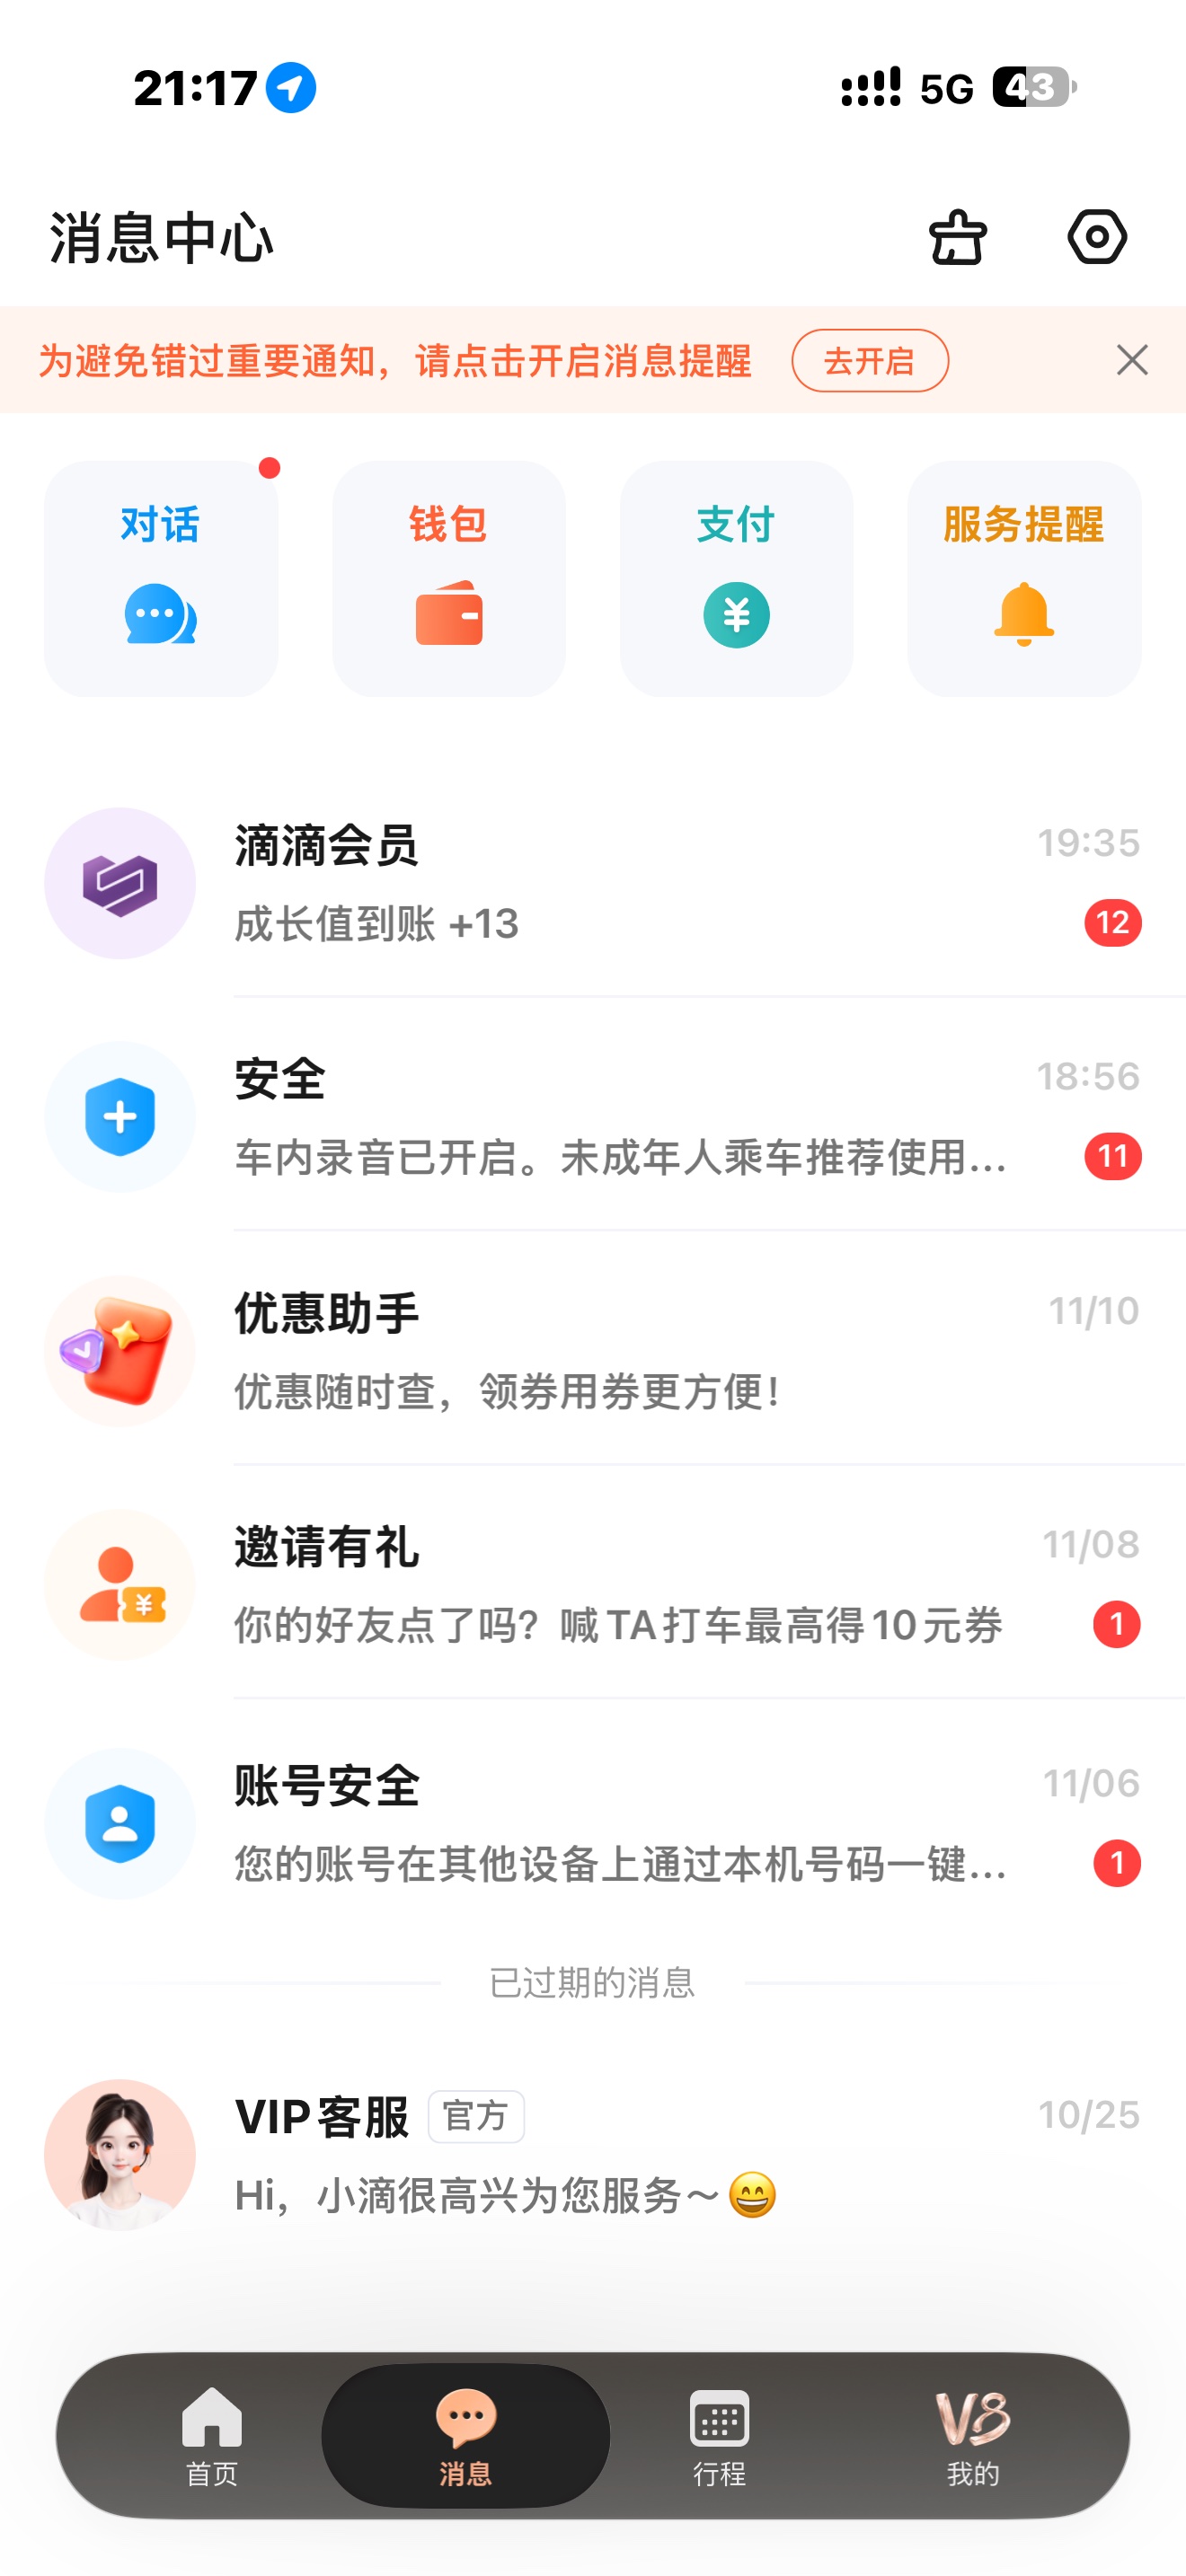 21:17 5G 43
消息中心
为避免错过重要通知，请点击开启消息提醒 去开启
对话 钱包 支付 服务提醒
滴滴会员 19:35
成长值到账 +13 12
安全 18:56
车内录音已开启。未成年人乘车推荐使用... 11
优惠助手 11/10
优惠随时查，领券用券更方便！
邀请有礼 11/08
你的好友点了吗？喊TA打车最高得10元券 1
账号安全 11/06
您的账号在其他设备上通过本机号码一键... 1
已过期的消息
VIP客服 官方 10/25
Hi，小滴很高兴为您服务～😄
V8
首页 消息 行程 我的